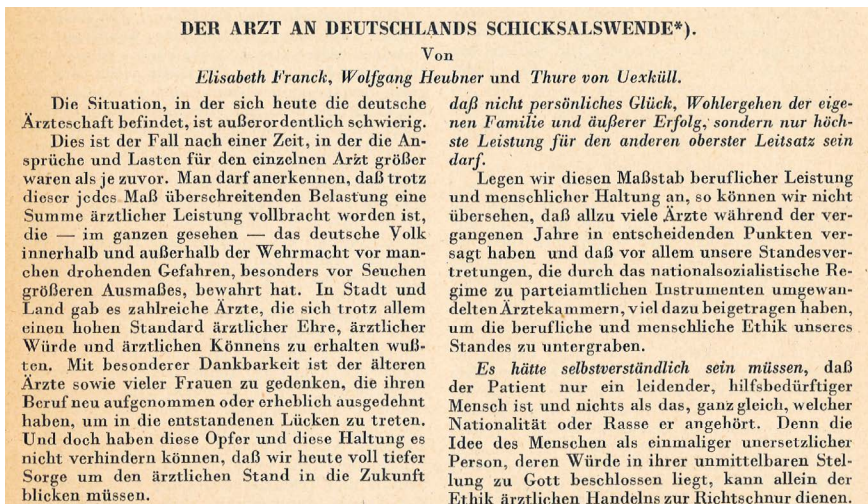 DER ARZT AN DEUTSCHLANDS SCHICKSALSWENDE*).
Von
Elisabeth Franck, Wolfgang Heubner und Thure von Uexküll.
Die Situation, in der sich heute die deutsche
Ärzteschaft befindet, ist außerordentlich schwierig.
Dies ist der Fall nach einer Zeit, in der die An-
sprüche und Lasten für den einzelnen Arzt größer
waren als je zuvor. Man darf anerkennen, daß trotz
dieser jedes Maß überschreitenden Belastung eine
Summe ärztlicher Leistung vollbracht worden ist,
die — im ganzen gesehen — das deutsche Volk
innerhalb und außerhalb der Wehrmacht vor man-
chen drohenden Gefahren, besonders vor Seuchen
größeren Ausmaßes, bewahrt hat. In Stadt und
Land gab es zahlreiche Ärzte, die sich trotz allem
einen hohen Standard ärztlicher Ehre, ärztlicher
Würde und ärztlichen Könnens zu erhalten wuß-
ten. Mit besonderer Dankbarkeit ist der älteren
Ärzte sowie vieler Frauen zu gedenken, die ihren
Beruf neu aufgenommen oder erheblich ausgedehnt
haben, um in die entstandenen Lücken zu treten.
Und doch haben diese Opfer und diese Haltung es
nicht verhindern können, daß wir heute voll tiefer
Sorge um den ärztlichen Stand in die Zukunft
blicken müssen.
daß nicht persönliches Glück, Wohlergehen der eige-
nen Familie und äußerer Erfolg, sondern nur höch-
ste Leistung für den anderen oberster Leitsatz sein
darf.
Legen wir diesen Maßstab beruflicher Leistung
und menschlicher Haltung an, so können wir nicht
übersehen, daß allzu viele Ärzte während der ver-
gangenen Jahre in entscheidenden Punkten ver-
sagt haben und daß vor allem unsere Standesver-
tretungen, die durch das nationalsozialistische Re-
gime zu parteiamtlichen Instrumenten umgewan-
delten Ärztekammern, viel dazu beigetragen haben,
um die berufliche und menschliche Ethik unseres
Standes zu untergraben.
Es hätte selbstverständlich sein müssen, daß
der Patient nur ein leidender, hilfsbedürftiger
Mensch ist und nichts als das, ganz gleich, welcher
Nationalität oder Rasse er angehört. Denn die
Idee des Menschen als einmaliger unersetzlicher
Person, deren Würde in ihrer unmittelbaren Stel-
lung zu Gott beschlossen liegt, kann allein der
Ethik ärztlichen Handelns zur Richtschnur dienen.